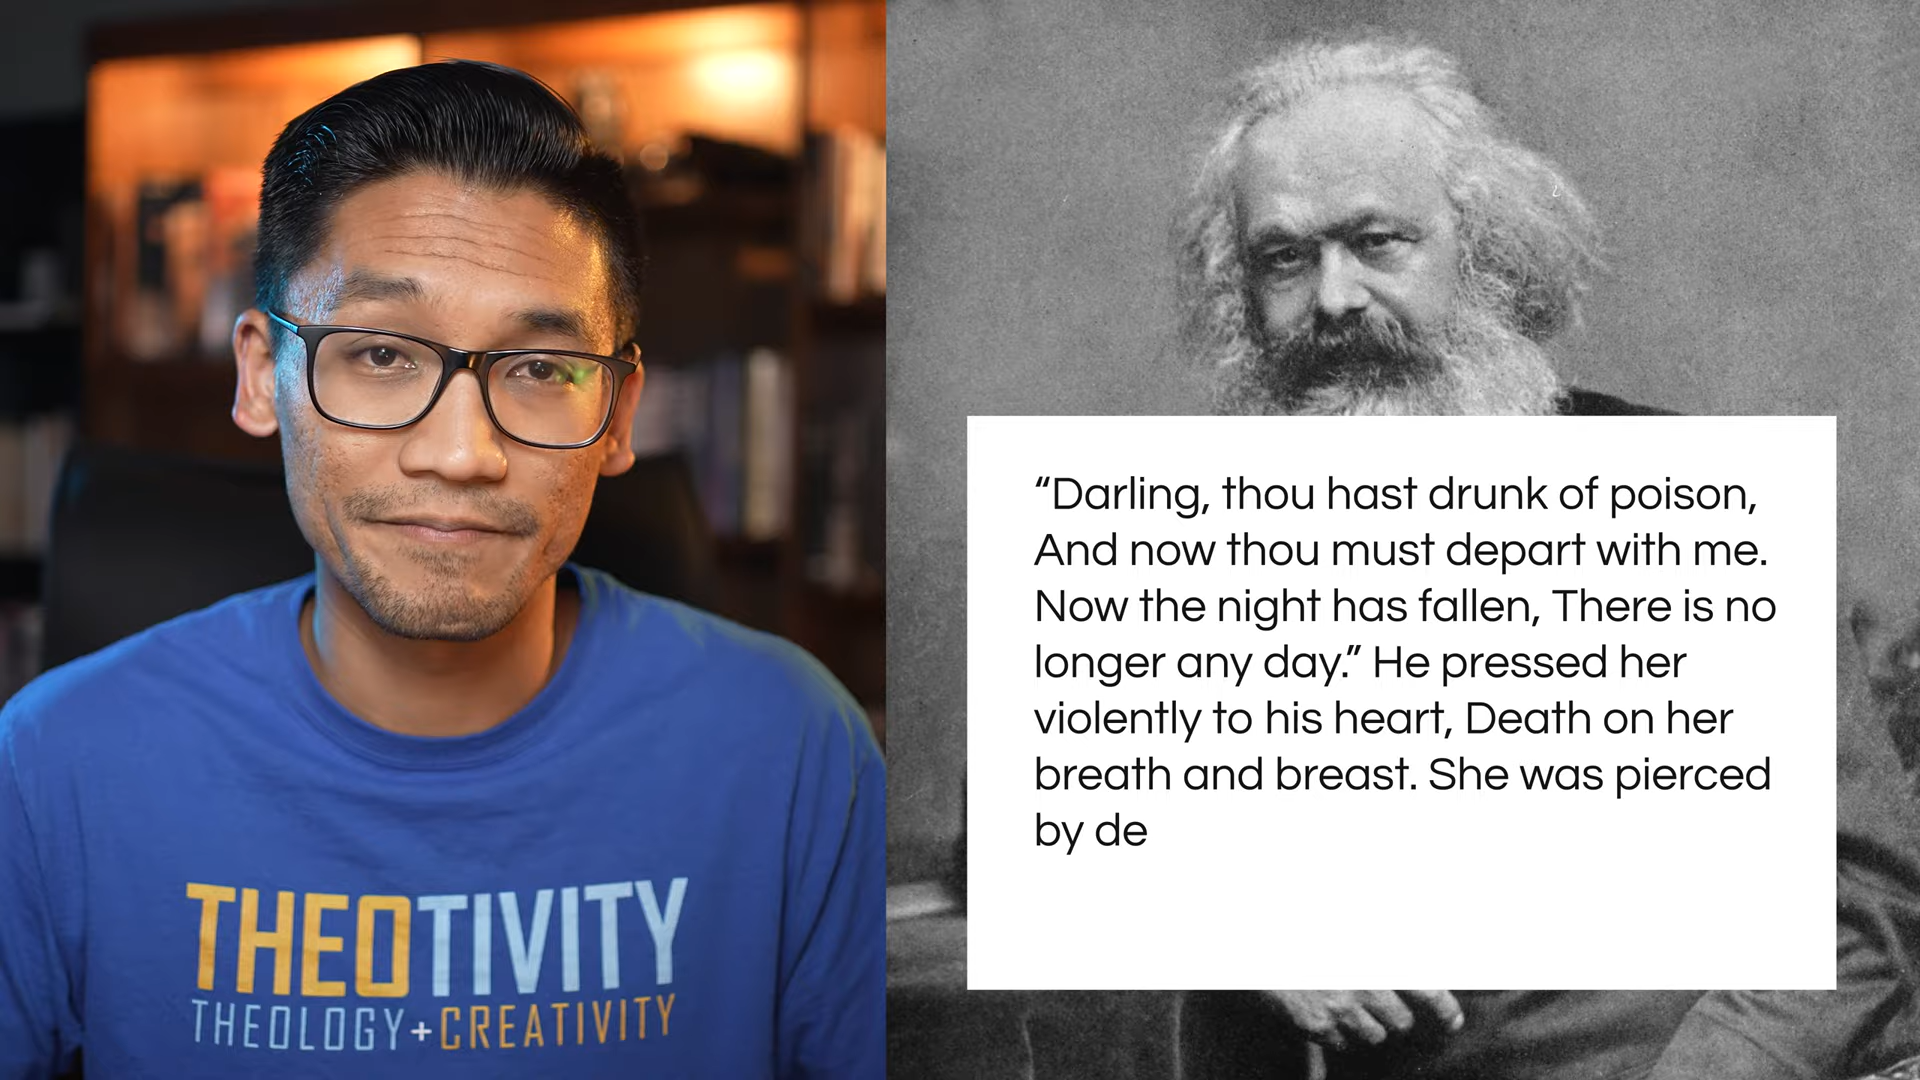 “Darling, thou hast drunk of poison,
And now thou must depart with me.
Now the night has fallen, There is no
longer any day.” He pressed her
violently to his heart, Death on her
breath and breast. She was pierced
by de
THEOTIVITY
THEOLOGY+CREATIVITY